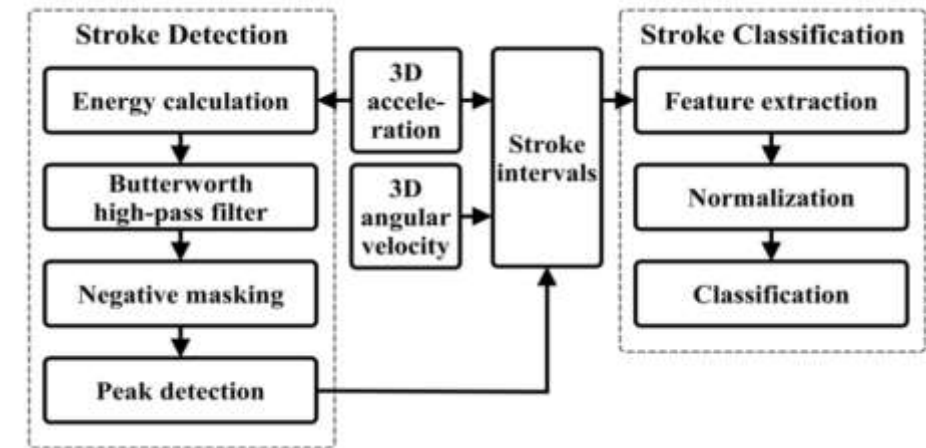 Stroke Detection
Energy calculation
Butterworth
high-pass filter
Negative masking
Peak detection
3D
accele-
ration
3D
angular
velocity
Stroke
intervals
Stroke Classification
Feature extraction
Normalization
Classification